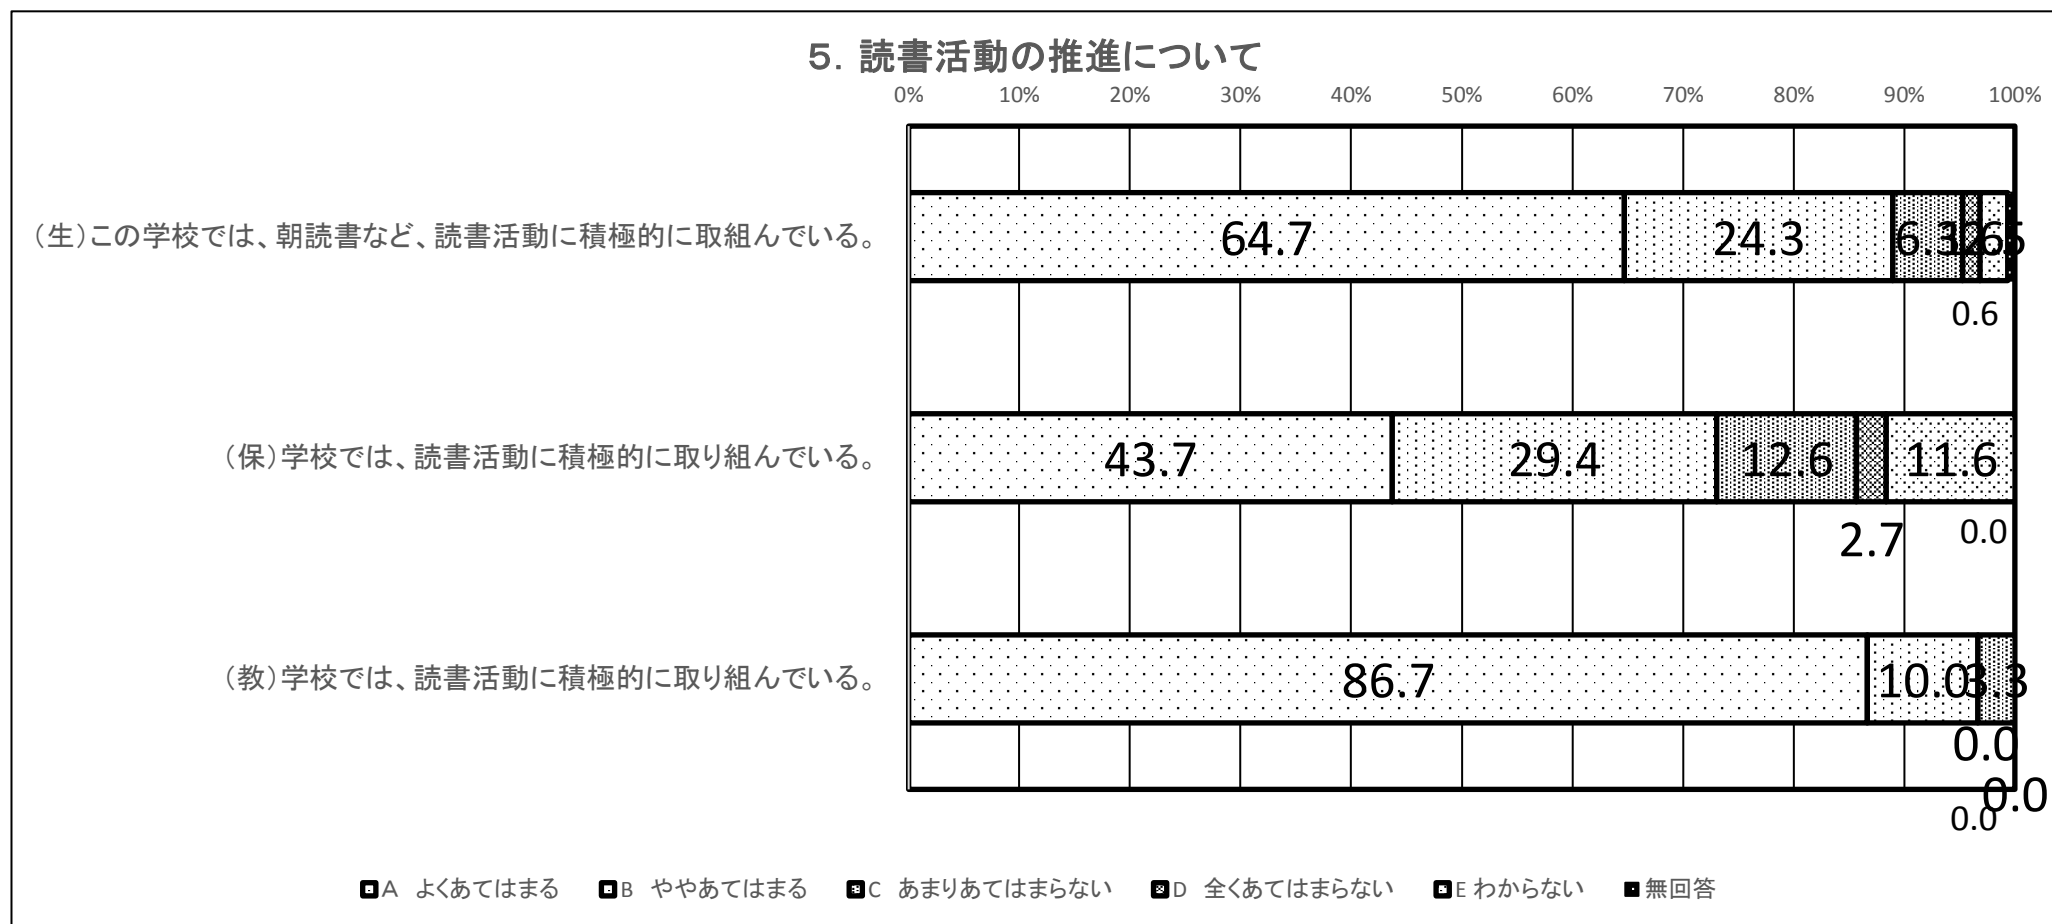 ５．読書活動の推進について
0% 10% 20% 30% 40% 50% 60% 70% 80% 90% 100%
（生）この学校では、朝読書など、読書活動に積極的に取組んでいる。
64.7 24.3 6.3
0.6
（保）学校では、読書活動に積極的に取り組んでいる。
43.7 29.4 12.6 11.6
2.7 0.0
（教）学校では、読書活動に積極的に取り組んでいる。
86.7 10.0 3.3
0.0
0.0
0.0
A　よくあてはまる B　ややあてはまる C　あまりあてはまらない D　全くあてはまらない E わからない 無回答